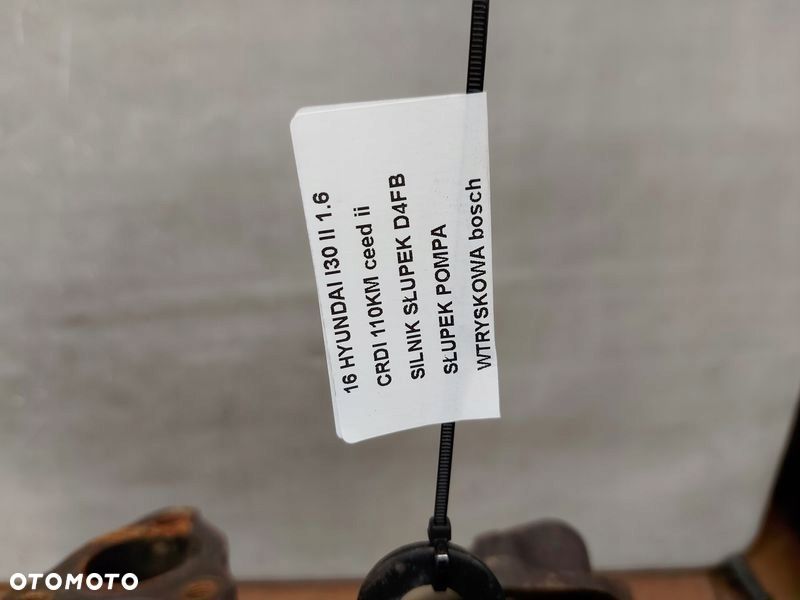 16 HYUNDAI I30 II 1.6
CRDI 110KM ceed ii
SILNIK SŁUPEK D4FB
SŁUPEK POMPA
WTRYSKOWA bosch
OTOMOTO